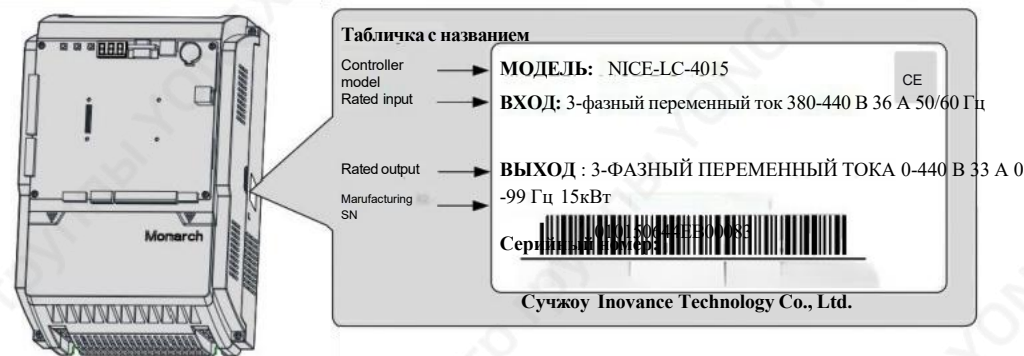 Табличка с названием
Controller model
МОДЕЛЬ: NICE-LC-4015
CE
Rated input
ВХОД: 3-фазный переменный ток 380-440 В 36 А 50/60 Гц
Rated output
ВЫХОД : 3-ФАЗНЫЙ ПЕРЕМЕННЫЙ ТОКА 0-440 В 33 А 0
-99 Гц 15кВт
Marufacturing
SN
010150644EB00083
Серийный номер:
Сучжоу Inovance Technology Co., Ltd.
Monarch